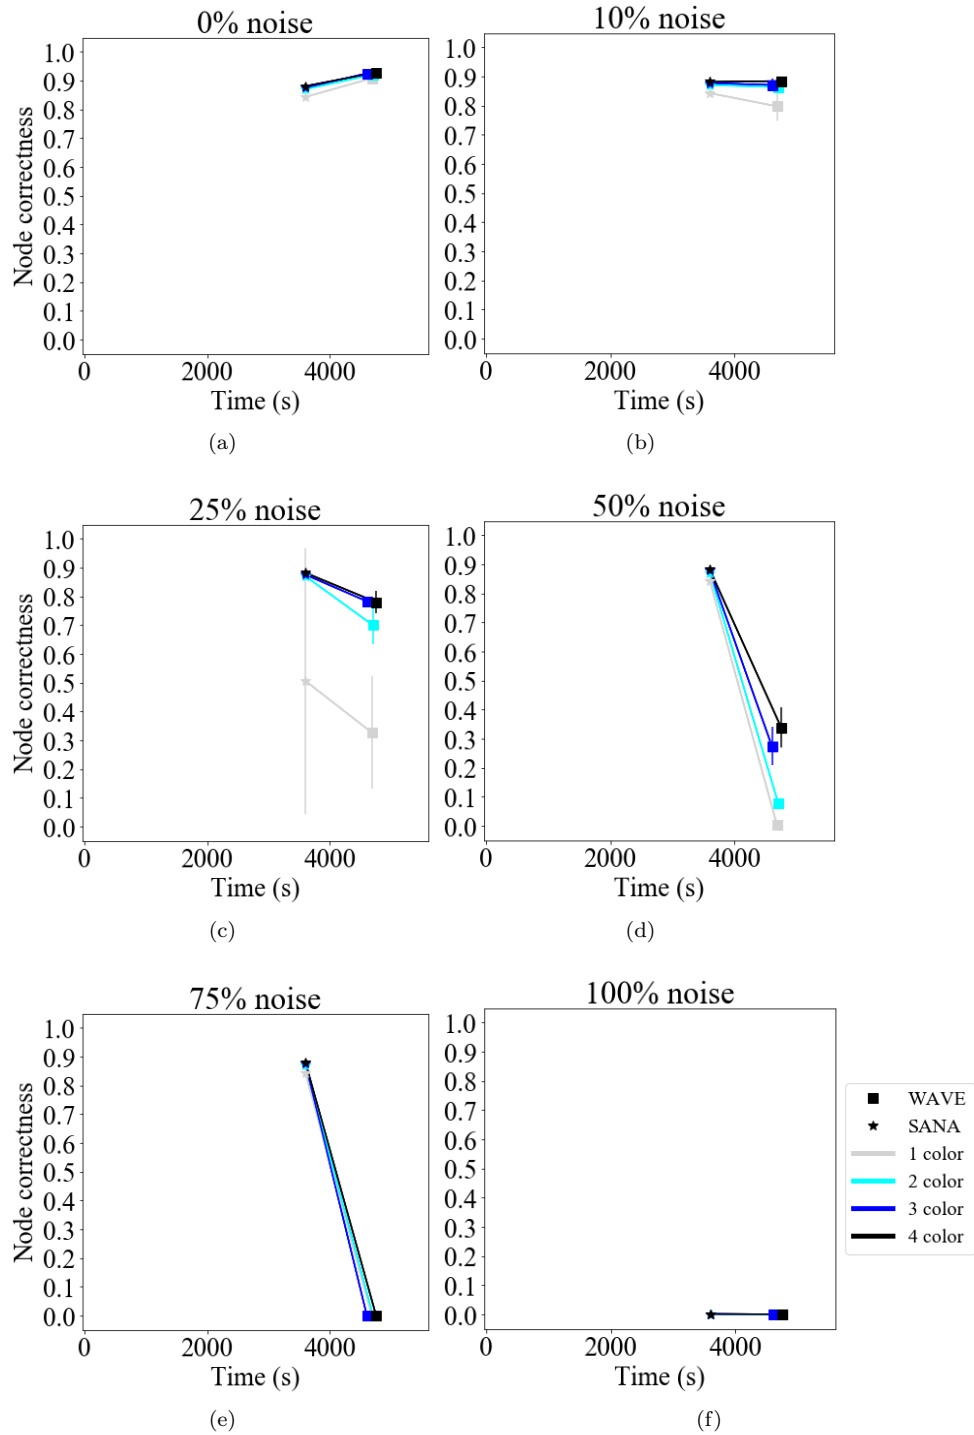 0% noise
1.0
0.9
0.8
0.7
0.6
0.5
0.4
0.3
0.2
0.1
0.0
Node correctness
0 2000 4000
Time (s)
(a)
10% noise
1.0
0.9
0.8
0.7
0.6
0.5
0.4
0.3
0.2
0.1
0.0
0 2000 4000
Time (s)
(b)
25% noise
1.0
0.9
0.8
0.7
0.6
0.5
0.4
0.3
0.2
0.1
0.0
Node correctness
0 2000 4000
Time (s)
(c)
50% noise
1.0
0.9
0.8
0.7
0.6
0.5
0.4
0.3
0.2
0.1
0.0
0 2000 4000
Time (s)
(d)
75% noise
1.0
0.9
0.8
0.7
0.6
0.5
0.4
0.3
0.2
0.1
0.0
Node correctness
0 2000 4000
Time (s)
(e)
100% noise
1.0
0.9
0.8
0.7
0.6
0.5
0.4
0.3
0.2
0.1
0.0
0 2000 4000
Time (s)
(f)
WAVE
SANA
1 color
2 color
3 color
4 color